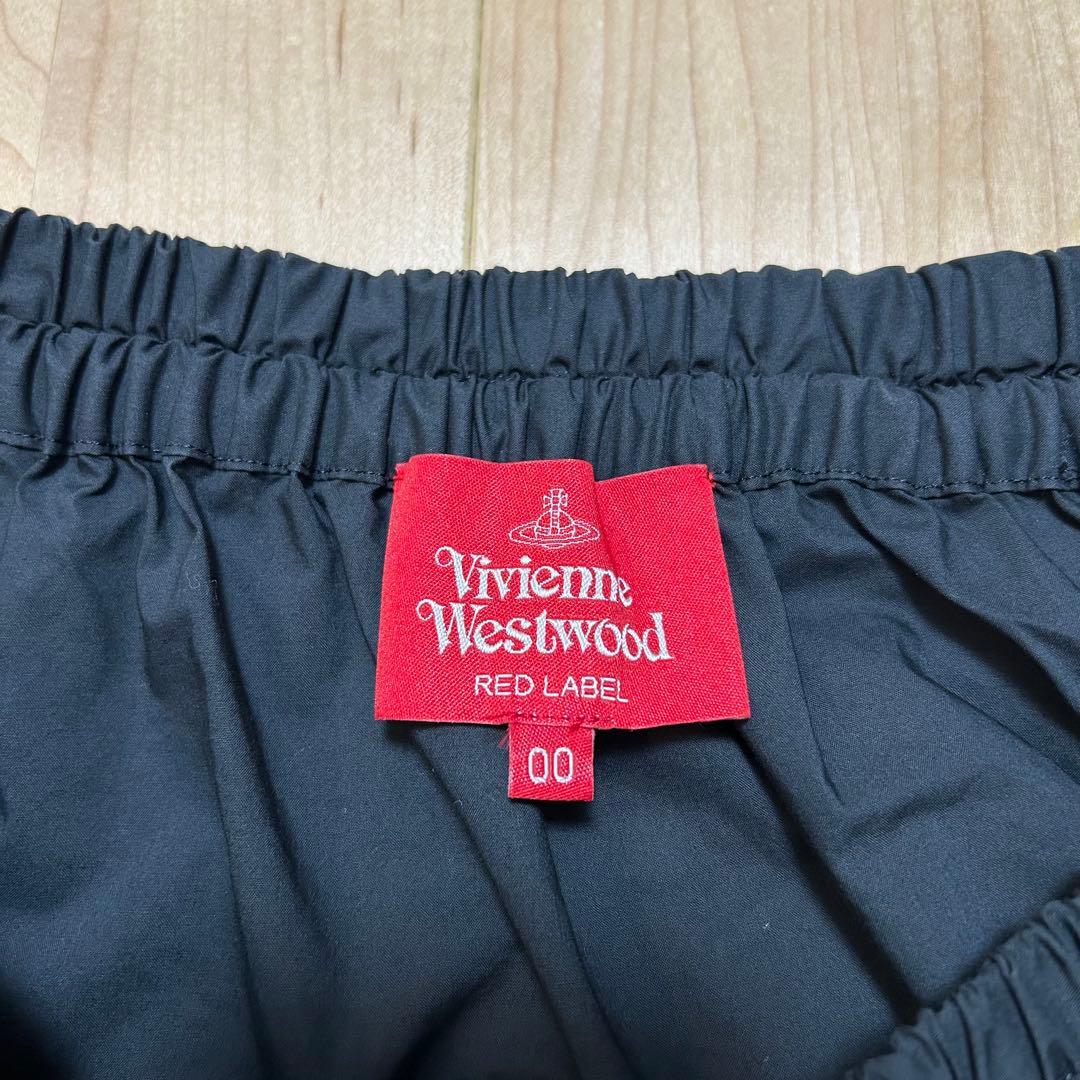 Vivienne
Westwood
RED LABEL
00